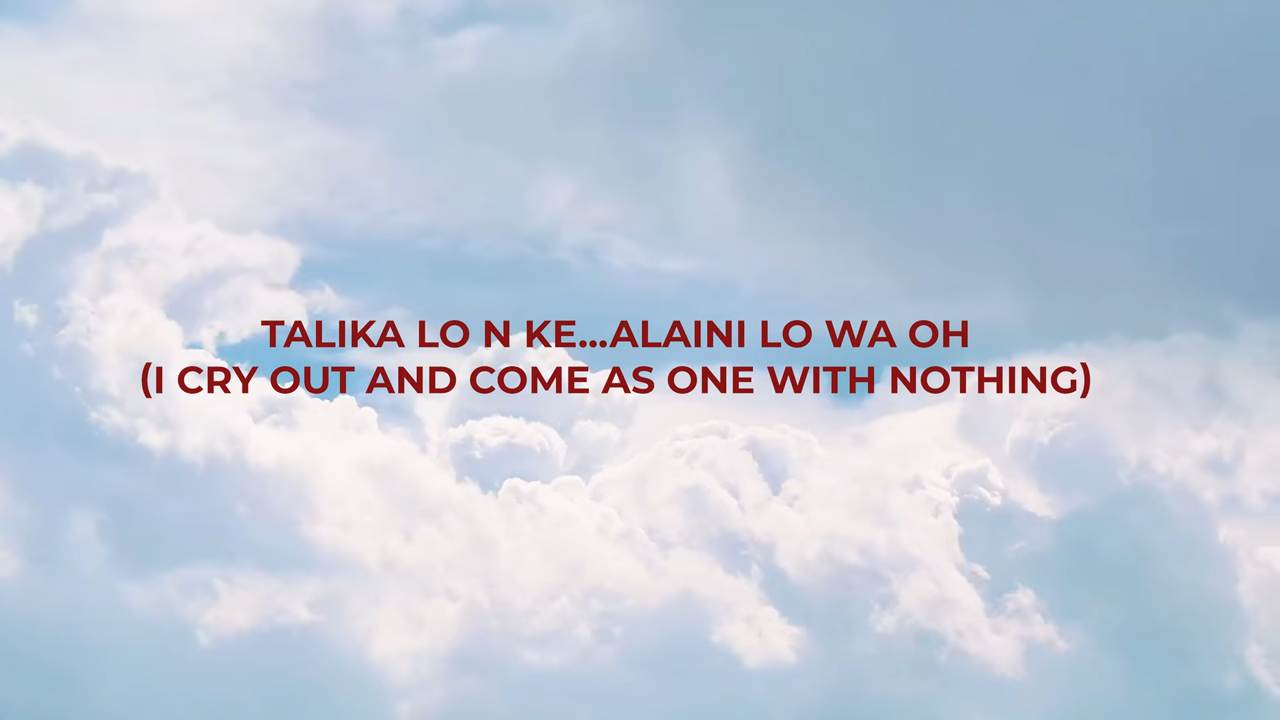 TALIKA LO N KE...ALAINI LO WA OH
(I CRY OUT AND COME AS ONE WITH NOTHING)